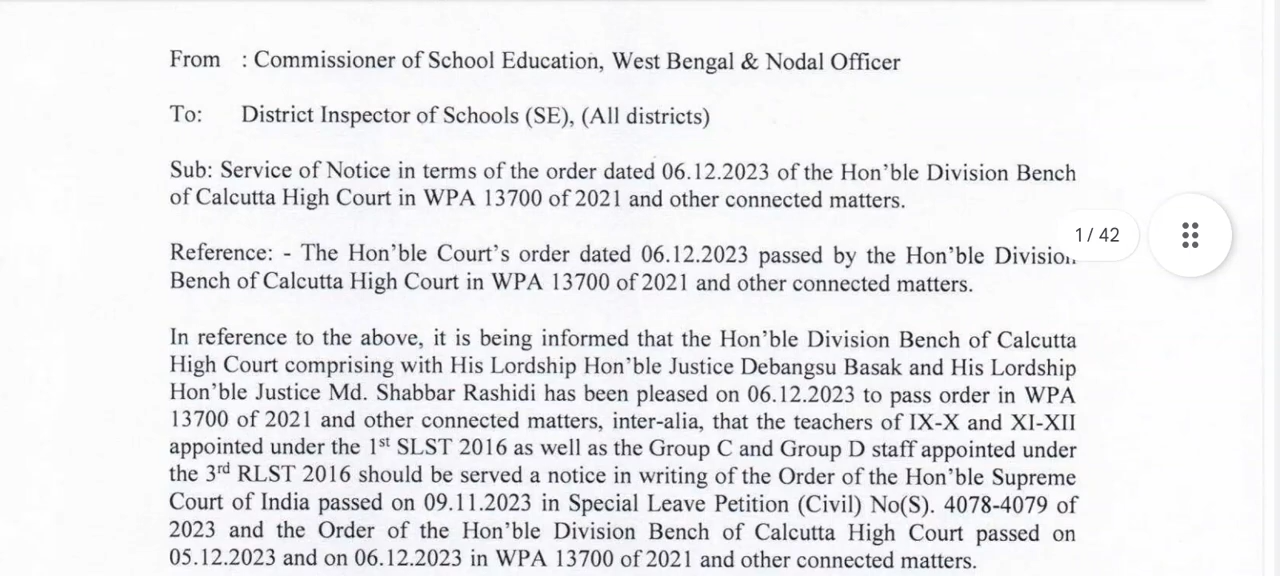 From : Commissioner of School Education, West Bengal & Nodal Officer
To: District Inspector of Schools (SE), (All districts)
Sub: Service of Notice in terms of the order dated 06.12.2023 of the Hon'ble Division Bench
of Calcutta High Court in WPA 13700 of 2021 and other connected matters.
1 / 42
Reference: - The Hon'ble Court's order dated 06.12.2023 passed by the Hon'ble Division
Bench of Calcutta High Court in WPA 13700 of 2021 and other connected matters.
In reference to the above, it is being informed that the Hon'ble Division Bench of Calcutta
High Court comprising with His Lordship Hon'ble Justice Debangsu Basak and His Lordship
Hon'ble Justice Md. Shabbar Rashidi has been pleased on 06.12.2023 to pass order in WPA
13700 of 2021 and other connected matters, inter-alia, that the teachers of IX-X and XI-XII
appointed under the 1st SLST 2016 as well as the Group C and Group D staff appointed under
the 3rd RLST 2016 should be served a notice in writing of the Order of the Hon'ble Supreme
Court of India passed on 09.11.2023 in Special Leave Petition (Civil) No(S). 4078-4079 of
2023 and the Order of the Hon'ble Division Bench of Calcutta High Court passed on
05.12.2023 and on 06.12.2023 in WPA 13700 of 2021 and other connected matters.